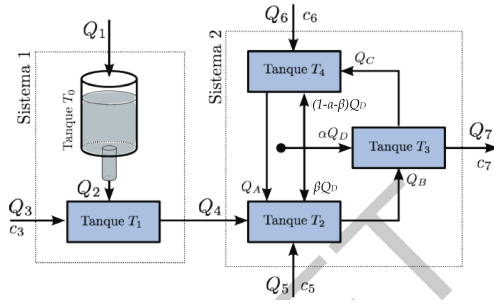 Sistema 1
Q1
Tanque T0
Q2
Q3
c3
Tanque T1
Q4
Sistema 2
Q6 c6
Tanque T4
QC
(1-a-β)QD
αQD
Tanque T3
Q7
c7
QA
βQD
QB
Tanque T2
Q5 c5